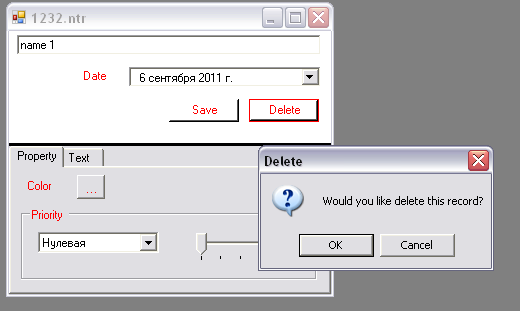 1232.ntr
name 1
Date
6 сентября 2011 г.
Save
Delete
Property
Text
Color
...
Priority
Нулевая
Delete
Would you like delete this record?
OK
Cancel